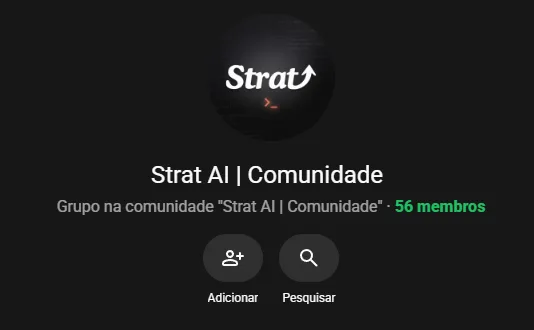 Strat
>_
Strat AI | Comunidade
Grupo na comunidade "Strat AI | Comunidade" · 56 membros
Adicionar Pesquisar